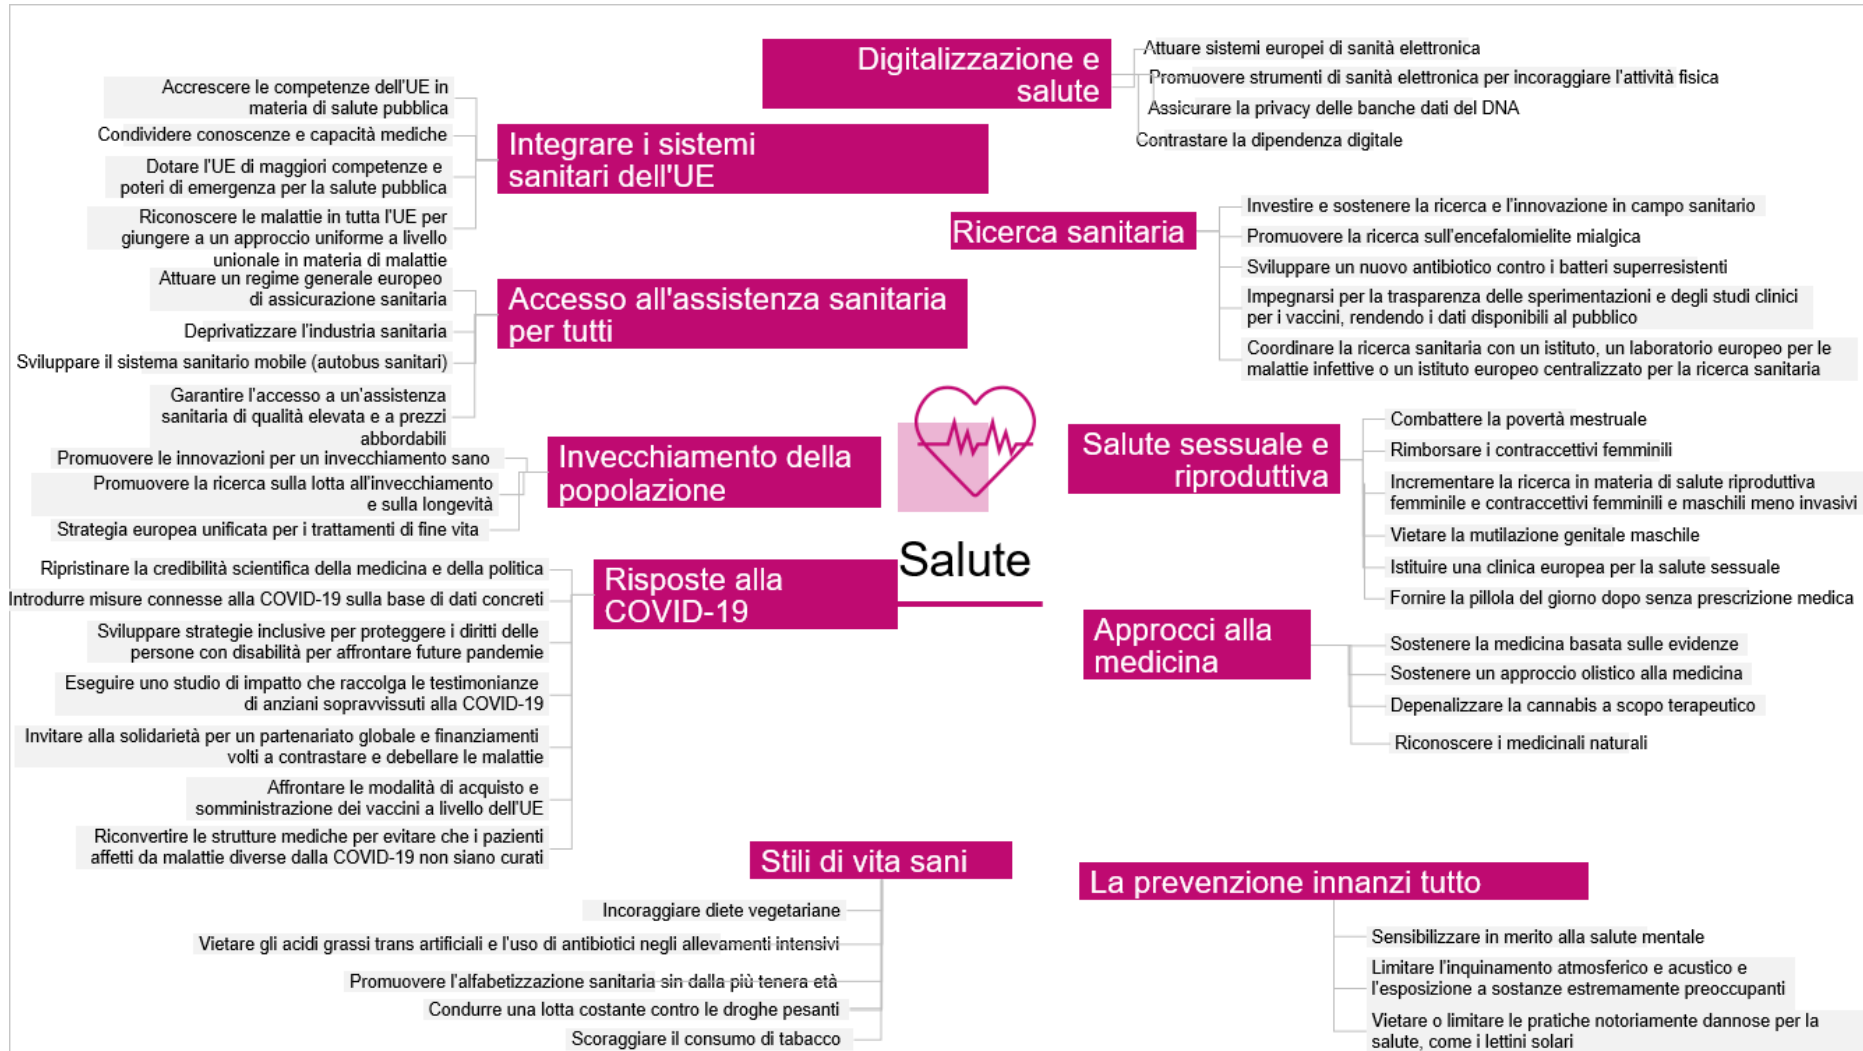 Digitalizzazione e
salute
Attuare sistemi europei di sanità elettronica
Promuovere strumenti di sanità elettronica per incoraggiare l'attività fisica
Assicurare la privacy delle banche dati del DNA
Contrastare la dipendenza digitale
Integrare i sistemi
sanitari dell'UE
Accrescere le competenze dell'UE in
materia di salute pubblica
Condividere conoscenze e capacità mediche
Dotare l'UE di maggiori competenze e
poteri di emergenza per la salute pubblica
Riconoscere le malattie in tutta l'UE per
giungere a un approccio uniforme a livello
unionale in materia di malattie
Ricerca sanitaria
Investire e sostenere la ricerca e l'innovazione in campo sanitario
Promuovere la ricerca sull'encefalomielite mialgica
Sviluppare un nuovo antibiotico contro i batteri superresistenti
Impegnarsi per la trasparenza delle sperimentazioni e degli studi clinici
per i vaccini, rendendo i dati disponibili al pubblico
Coordinare la ricerca sanitaria con un istituto, un laboratorio europeo per le
malattie infettive o un istituto europeo centralizzato per la ricerca sanitaria
Accesso all'assistenza sanitaria
per tutti
Attuare un regime generale europeo
di assicurazione sanitaria
Deprivatizzare l'industria sanitaria
Sviluppare il sistema sanitario mobile (autobus sanitari)
Garantire l'accesso a un'assistenza
sanitaria di qualità elevata e a prezzi
abbordabili
Invecchiamento della
popolazione
Promuovere le innovazioni per un invecchiamento sano
Promuovere la ricerca sulla lotta all'invecchiamento
e sulla longevità
Strategia europea unificata per i trattamenti di fine vita
Salute sessuale e
riproduttiva
Combattere la povertà mestruale
Rimborsare i contraccettivi femminili
Incrementare la ricerca in materia di salute riproduttiva
femminile e contraccettivi femminili e maschili meno invasivi
Vietare la mutilazione genitale maschile
Istituire una clinica europea per la salute sessuale
Fornire la pillola del giorno dopo senza prescrizione medica
Salute
Risposte alla
COVID-19
Ripristinare la credibilità scientifica della medicina e della politica
Introdurre misure connesse alla COVID-19 sulla base di dati concreti
Sviluppare strategie inclusive per proteggere i diritti delle
persone con disabilità per affrontare future pandemie
Eseguire uno studio di impatto che raccolga le testimonianze
di anziani sopravvissuti alla COVID-19
Invitare alla solidarietà per un partenariato globale e finanziamenti
volti a contrastare e debellare le malattie
Affrontare le modalità di acquisto e
somministrazione dei vaccini a livello dell'UE
Riconvertire le strutture mediche per evitare che i pazienti
affetti da malattie diverse dalla COVID-19 non siano curati
Approcci alla
medicina
Sostenere la medicina basata sulle evidenze
Sostenere un approccio olistico alla medicina
Depenalizzare la cannabis a scopo terapeutico
Riconoscere i medicinali naturali
Stili di vita sani
Incoraggiare diete vegetariane
Vietare gli acidi grassi trans artificiali e l'uso di antibiotici negli allevamenti intensivi
Promuovere l'alfabetizzazione sanitaria sin dalla più tenera età
Condurre una lotta costante contro le droghe pesanti
Scoraggiare il consumo di tabacco
La prevenzione innanzi tutto
Sensibilizzare in merito alla salute mentale
Limitare l'inquinamento atmosferico e acustico e
l'esposizione a sostanze estremamente preoccupanti
Vietare o limitare le pratiche notoriamente dannose per la
salute, come i lettini solari